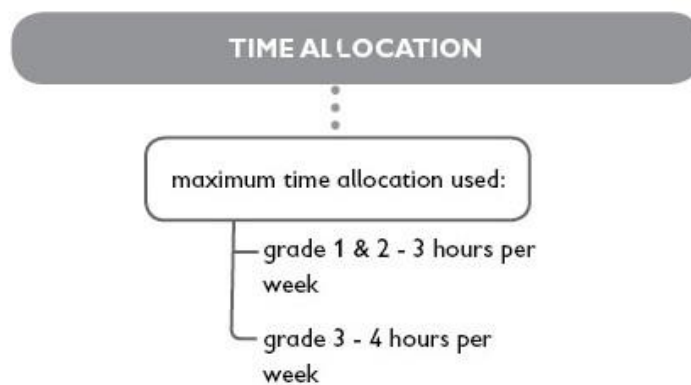 TIME ALLOCATION
maximum time allocation used:
grade 1 & 2 - 3 hours per
week
grade 3 - 4 hours per
week